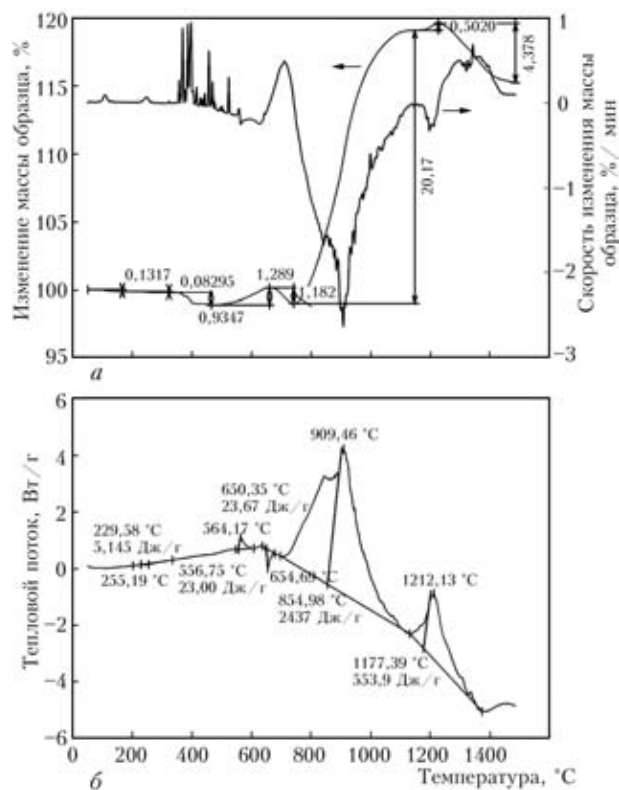 120
115
110
105
100
95
Изменение массы образца, %
1
0
−1
−2
−3
Скорость изменения массы
образца, %/ мин
0,5020
4,378
20,17
0,1317
0,08295
0,9347
1,289
1,182
а
6
4
2
0
−2
−4
−6
Тепловой поток, Вт/г
909,46 °C
650,35 °C
23,67 Дж/г
229,58 °C
5,145 Дж/г
564,17 °C
255,19 °C
556,75 °C
23,00 Дж/г
654,69 °C
854,98 °C
2437 Дж/г
1212,13 °C
1177,39 °C
553,9 Дж/г
0 200 400 600 800 1000 1200 1400
б
Температура, °C